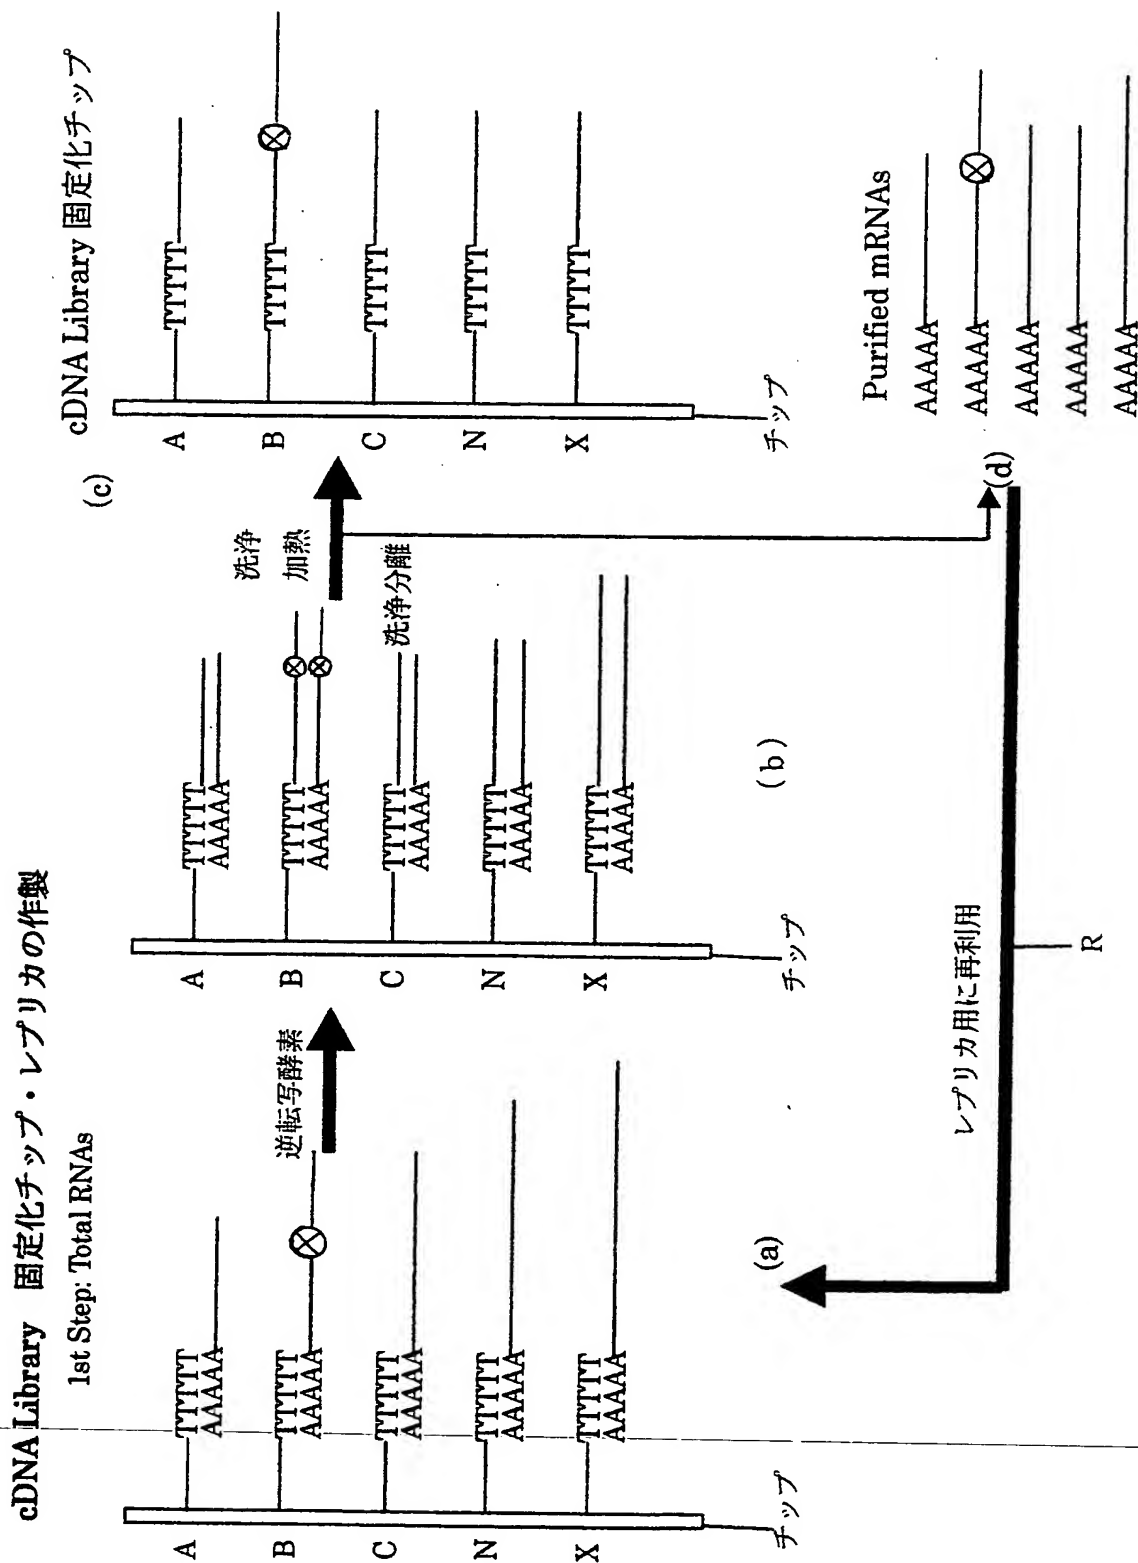 cDNA Library 固定化チップ・レプリカの作製
1st Step: Total RNAs
A
TTTTT
AAAAA
B
TTTTT
AAAAA
C
TTTTT
AAAAA
N
TTTTT
AAAAA
X
TTTTT
AAAAA
チップ
(a)
逆転写酵素
A
TTTTT
AAAAA
B
TTTTT
AAAAA
C
TTTTT
AAAAA
N
TTTTT
AAAAA
X
TTTTT
AAAAA
チップ
(b)
洗浄
加熱
洗浄分離
(c)
cDNA Library 固定化チップ
A
TTTTT
B
TTTTT
C
TTTTT
N
TTTTT
X
TTTTT
チップ
(d)
Purified mRNAs
AAAAA
AAAAA
AAAAA
AAAAA
AAAAA
レプリカ用に再利用
R